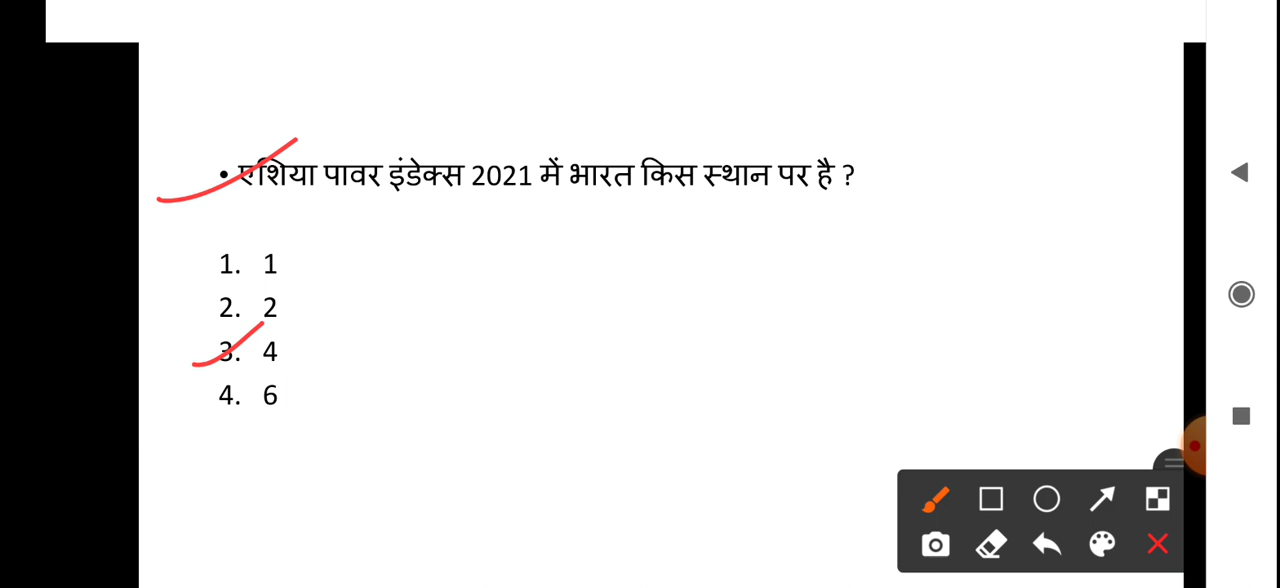 • एशिया पावर इंडेक्स 2021 में भारत किस स्थान पर है ?
1. 1
2. 2
3. 4
4. 6